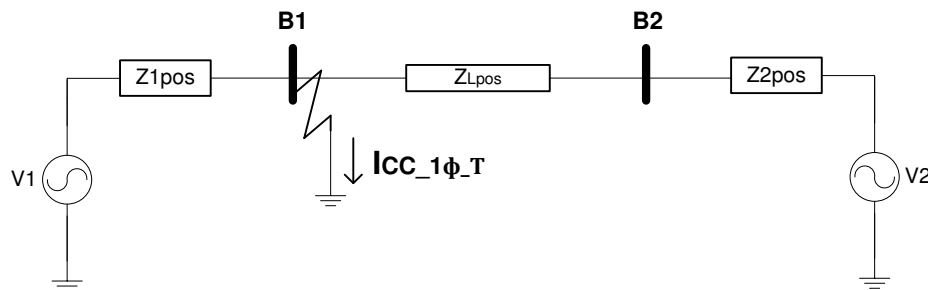 B1
B2
Z1pos
ZLpos
Z2pos
V1
ICC_1ϕ_T
V2